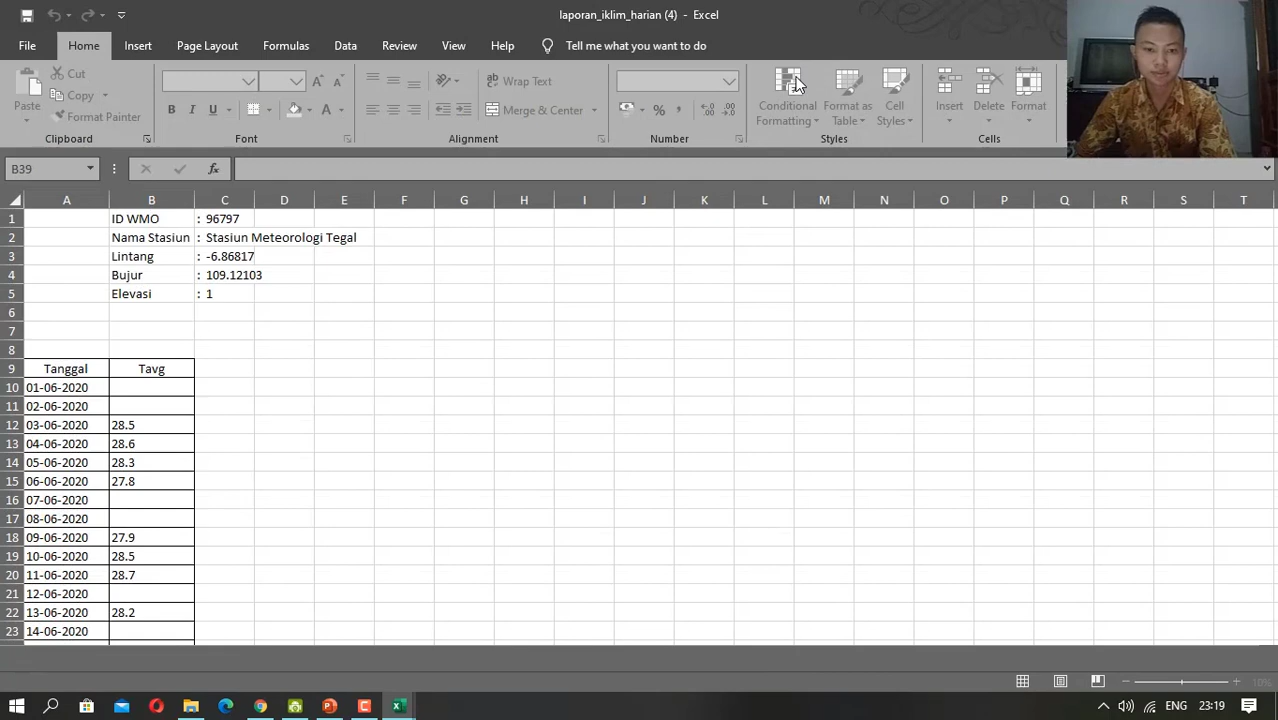 laporan_iklim_harian (4) - Excel
File Home Insert Page Layout Formulas Data Review View Help Tell me what you want to do
Cut
Copy
Format Painter
Paste
Clipboard
B I U
Font
ab Wrap Text
Merge & Center
Alignment
% ,
Number
Conditional Formatting
Format as Table
Cell Styles
Styles
Insert Delete Format
Cells
B39 fx
A B C D E F G H I J K L M N O P Q R S T
1 ID WMO : 96797
2 Nama Stasiun : Stasiun Meteorologi Tegal
3 Lintang : -6.86817
4 Bujur : 109.12103
5 Elevasi : 1
6
7
8
9 Tanggal Tavg
10 01-06-2020
11 02-06-2020
12 03-06-2020 28.5
13 04-06-2020 28.6
14 05-06-2020 28.3
15 06-06-2020 27.8
16 07-06-2020
17 08-06-2020
18 09-06-2020 27.9
19 10-06-2020 28.5
20 11-06-2020 28.7
21 12-06-2020
22 13-06-2020 28.2
23 14-06-2020
10%
ENG 23:19